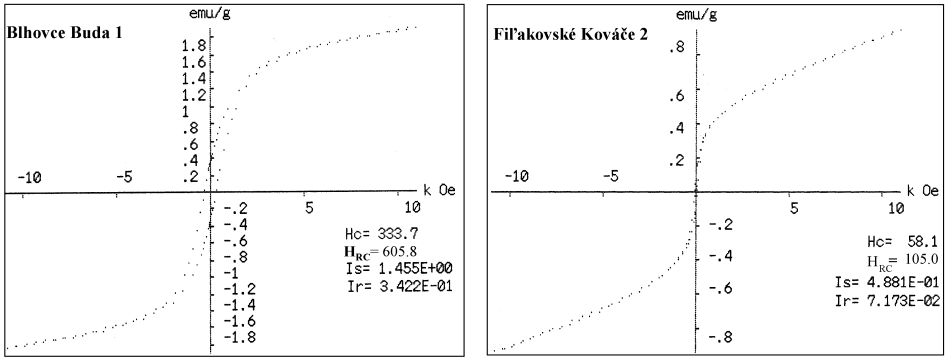 emu/g
Blhovce Buda 1
1.8
1.6
1.4
1.2
1
.8
.6
.4
.2
-10
-5
k Oe
5
10
-.2
-.4
-.6
-.8
-1
-1.2
-1.4
-1.6
-1.8
Hc= 333.7
HRC= 605.8
Is= 1.455E+00
Ir= 3.422E-01
emu/g
Fiľakovské Kováče 2
.8
.6
.4
.2
-10
-5
k Oe
5
10
-.2
-.4
-.6
-.8
Hc= 58.1
HRC= 105.0
Is= 4.881E-01
Ir= 7.173E-02